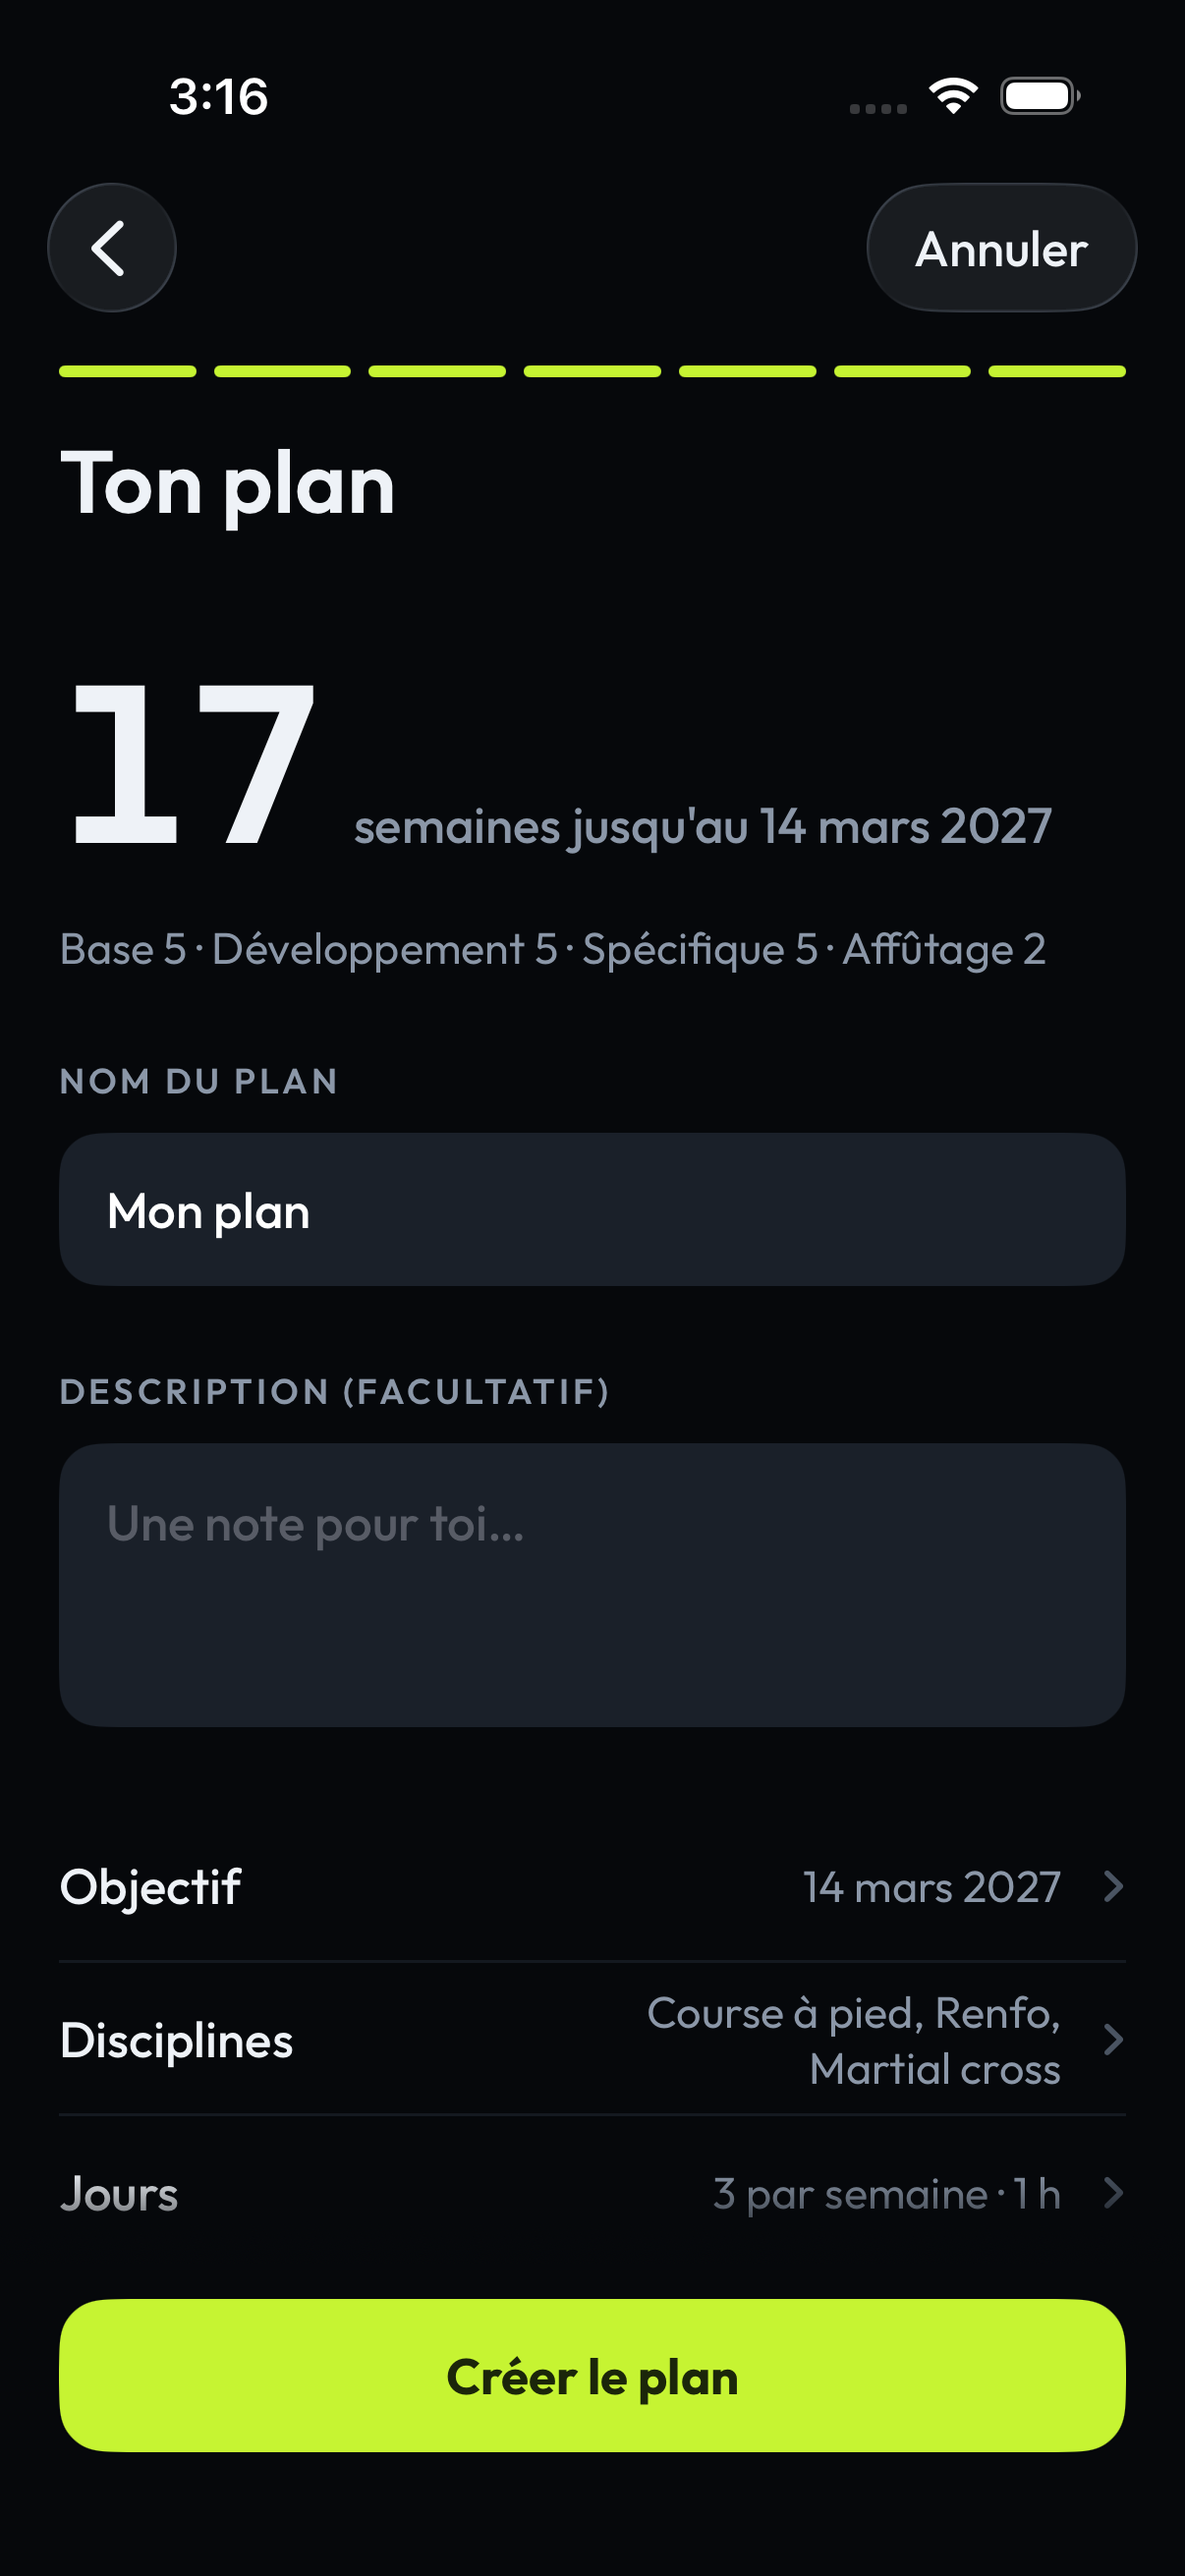 3:16
Annuler
Ton plan
17 semaines jusqu'au 14 mars 2027
Base 5 · Développement 5 · Spécifique 5 · Affûtage 2
NOM DU PLAN
Mon plan
DESCRIPTION (FACULTATIF)
Une note pour toi...
Objectif
14 mars 2027
Disciplines
Course à pied, Renfo,
Martial cross
Jours
3 par semaine · 1 h
Créer le plan